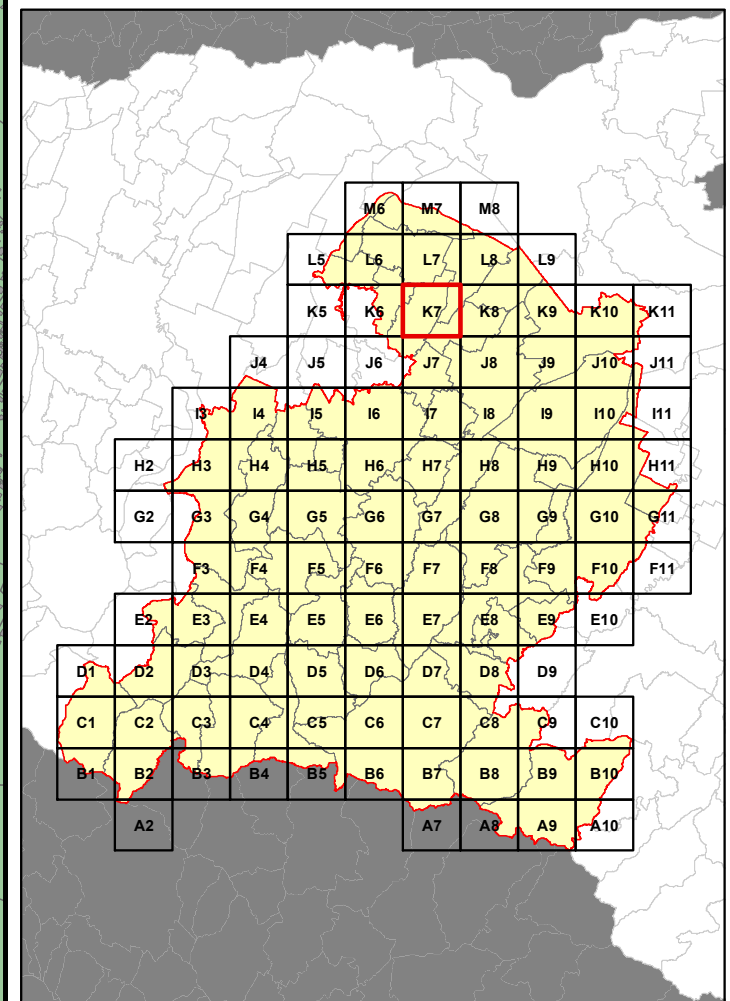 M6 M7 M8
L5 L6 L7 L8 L9
K5 K6 K7 K8 K9 K10 K11
J4 J5 J6 J7 J8 J9 J10 J11
I3 I4 I5 I6 I7 I8 I9 I10 I11
H2 H3 H4 H5 H6 H7 H8 H9 H10 H11
G2 G3 G4 G5 G6 G7 G8 G9 G10 G11
F3 F4 F5 F6 F7 F8 F9 F10 F11
E2 E3 E4 E5 E6 E7 E8 E9 E10
D1 D2 D3 D4 D5 D6 D7 D8 D9
C1 C2 C3 C4 C5 C6 C7 C8 C9 C10
B1 B2 B3 B4 B5 B6 B7 B8 B9 B10
A2 A7 A8 A9 A10